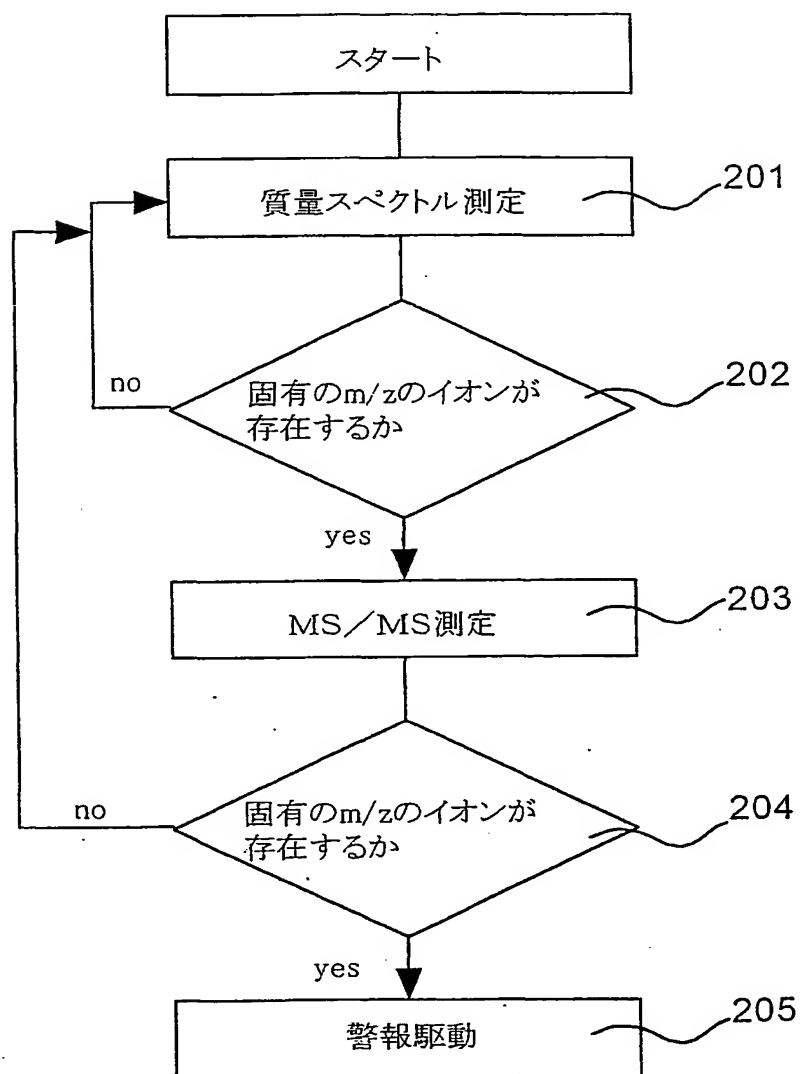 スタート
質量スペクトル測定
201
no
固有のm/zのイオンが
存在するか
202
yes
MS/MS測定
203
no
固有のm/zのイオンが
存在するか
204
yes
警報駆動
205